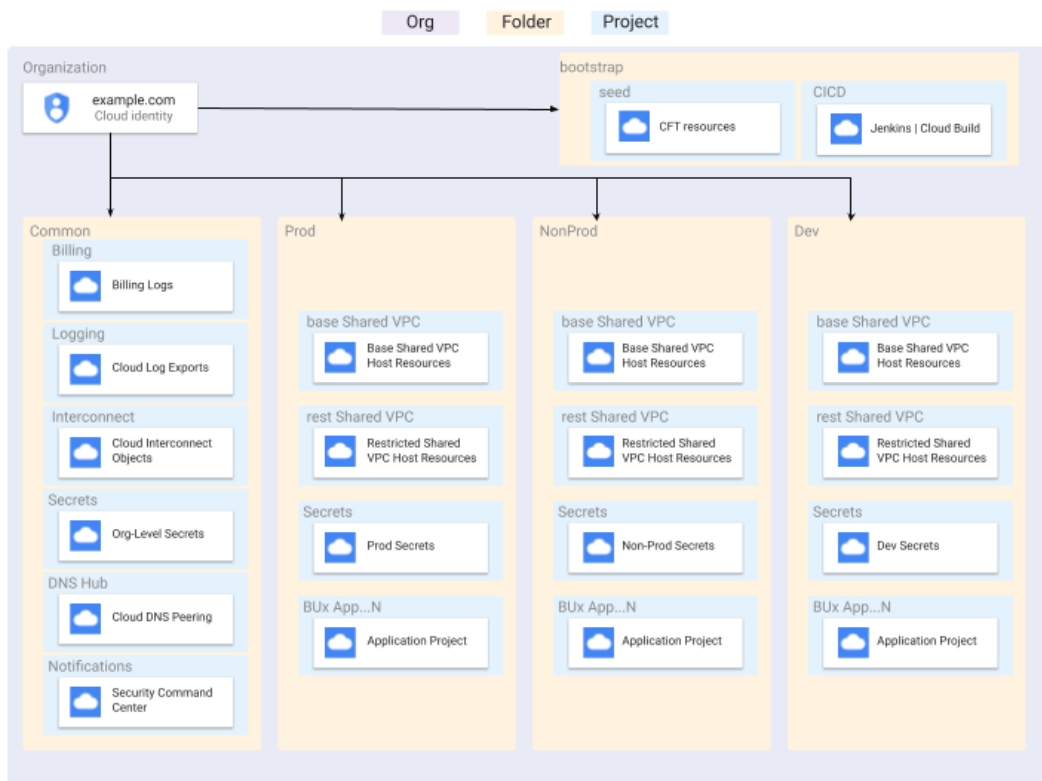 Org
Folder
Project
Organization
example.com
Cloud identity
bootstrap
seed
CFT resources
CICD
Jenkins | Cloud Build
Common
Billing
Billing Logs
Logging
Cloud Log Exports
Interconnect
Cloud Interconnect
Objects
Secrets
Org-Level Secrets
DNS Hub
Cloud DNS Peering
Notifications
Security Command
Center
Prod
base Shared VPC
Base Shared VPC
Host Resources
rest Shared VPC
Restricted Shared
VPC Host Resources
Secrets
Prod Secrets
BUx App...N
Application Project
NonProd
base Shared VPC
Base Shared VPC
Host Resources
rest Shared VPC
Restricted Shared
VPC Host Resources
Secrets
Non-Prod Secrets
BUx App...N
Application Project
Dev
base Shared VPC
Base Shared VPC
Host Resources
rest Shared VPC
Restricted Shared
VPC Host Resources
Secrets
Dev Secrets
BUx App...N
Application Project